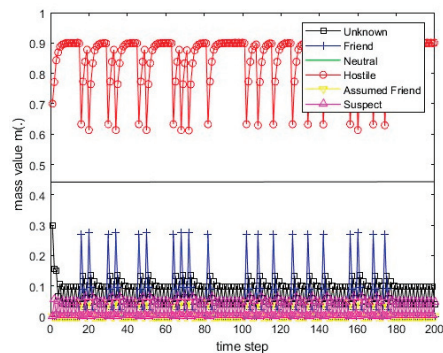 1
0.9
0.8
0.7
0.6
0.5
0.4
0.3
0.2
0.1
0
mass value m(.)
Unknown
Friend
Neutral
Hostile
Assumed Friend
Suspect
0 20 40 60 80 100 120 140 160 180 200
time step